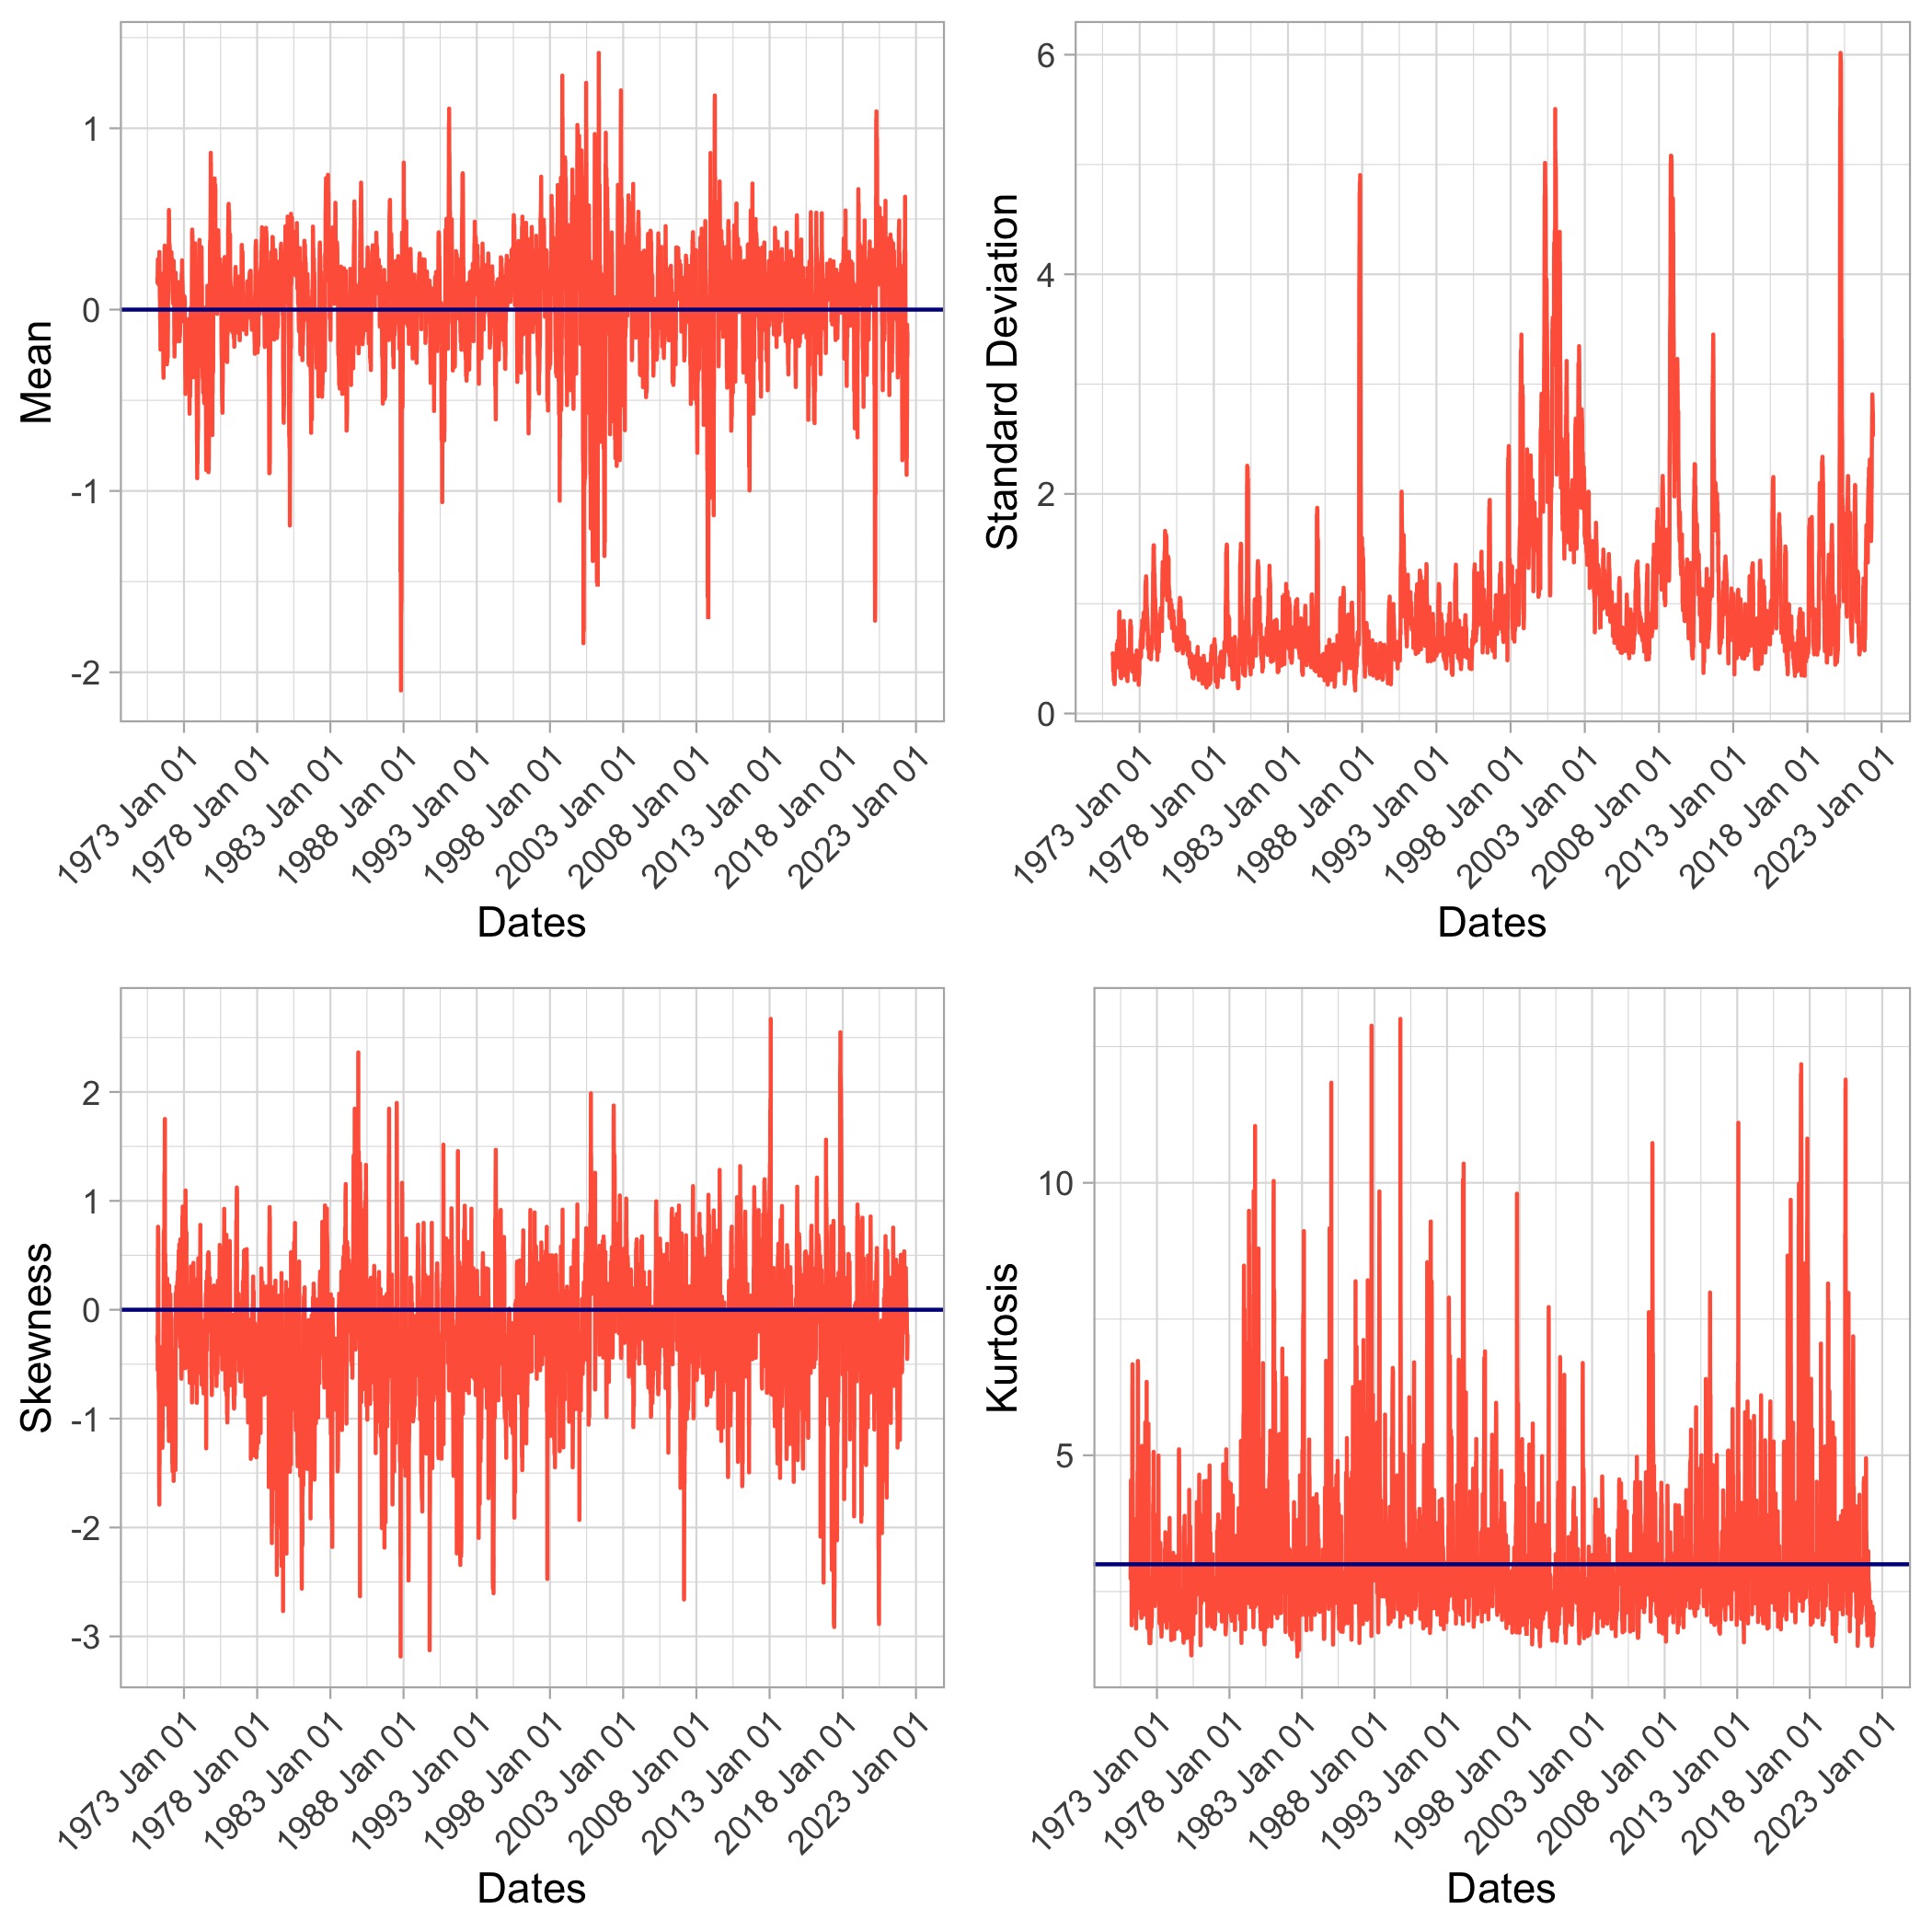 Mean
1
0
-1
-2
1973 Jan 01
1978 Jan 01
1983 Jan 01
1988 Jan 01
1993 Jan 01
1998 Jan 01
2003 Jan 01
2008 Jan 01
2013 Jan 01
2018 Jan 01
2023 Jan 01
Dates
Standard Deviation
6
4
2
0
1973 Jan 01
1978 Jan 01
1983 Jan 01
1988 Jan 01
1993 Jan 01
1998 Jan 01
2003 Jan 01
2008 Jan 01
2013 Jan 01
2018 Jan 01
2023 Jan 01
Dates
Skewness
2
1
0
-1
-2
-3
1973 Jan 01
1978 Jan 01
1983 Jan 01
1988 Jan 01
1993 Jan 01
1998 Jan 01
2003 Jan 01
2008 Jan 01
2013 Jan 01
2018 Jan 01
2023 Jan 01
Dates
Kurtosis
10
5
1973 Jan 01
1978 Jan 01
1983 Jan 01
1988 Jan 01
1993 Jan 01
1998 Jan 01
2003 Jan 01
2008 Jan 01
2013 Jan 01
2018 Jan 01
2023 Jan 01
Dates